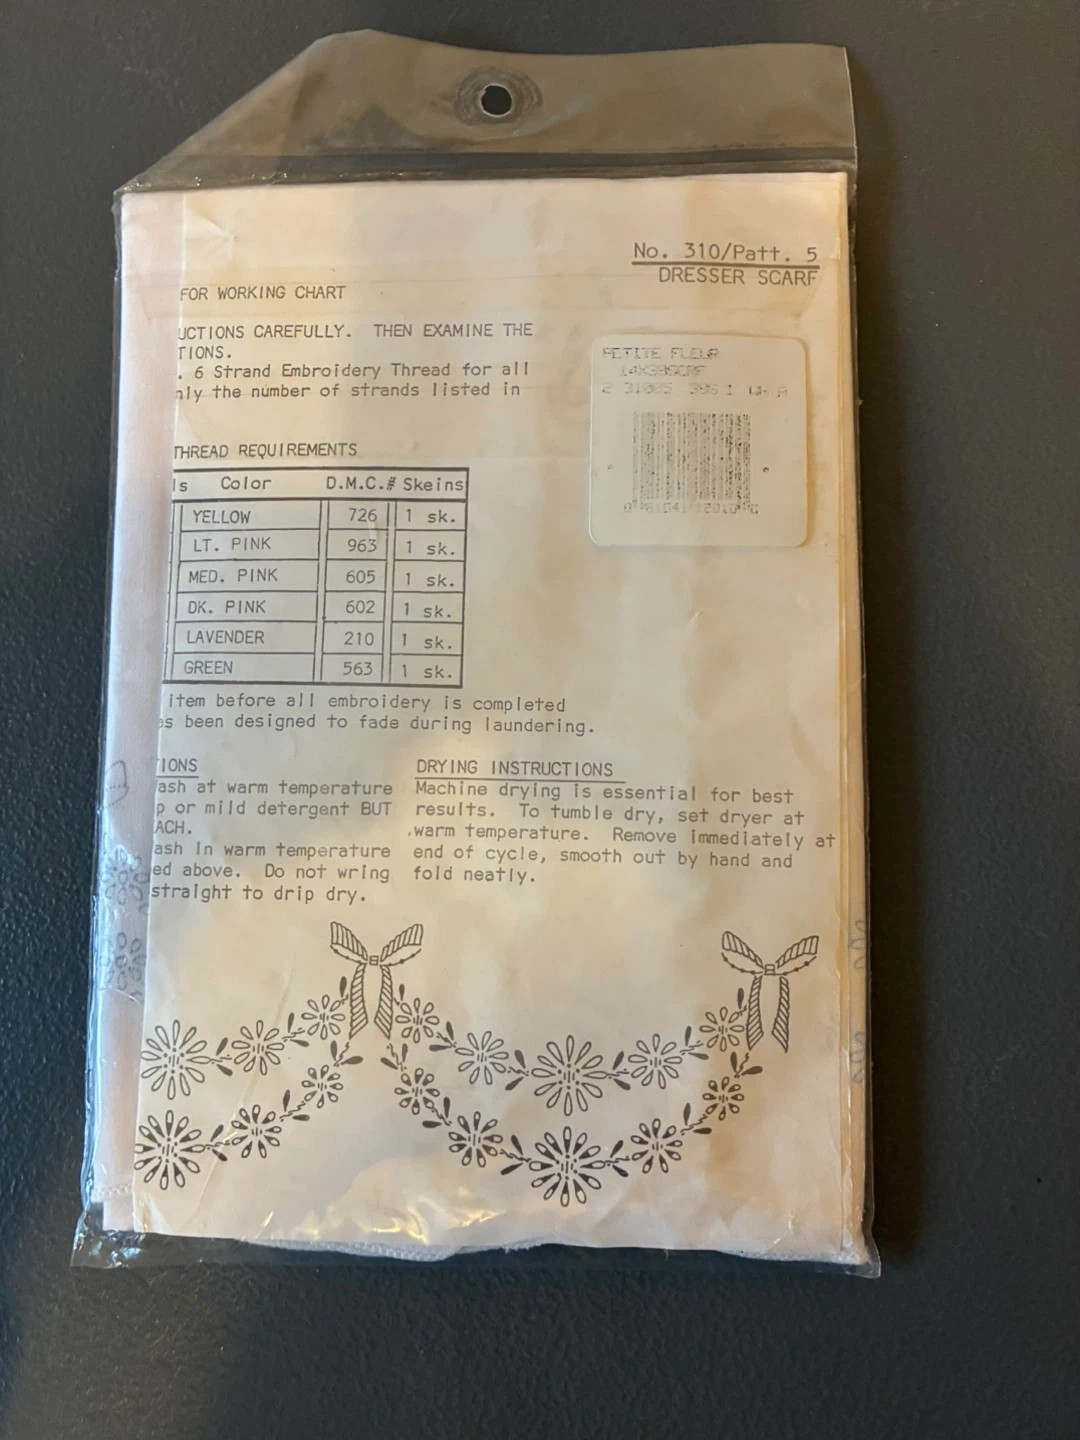 No. 310/Patt. 5
DRESSER SCARF
FOR WORKING CHART
UCTIONS CAREFULLY. THEN EXAMINE THE
TIONS.
. 6 Strand Embroidery Thread for all
nly the number of strands listed in
PETITE FLEUR
14X39SCRF
THREAD REQUIREMENTS
ls Color D.M.C.# Skeins
YELLOW 726 1 sk.
LT. PINK 963 1 sk.
MED. PINK 605 1 sk.
DK. PINK 602 1 sk.
LAVENDER 210 1 sk.
GREEN 563 1 sk.
item before all embroidery is completed
as been designed to fade during laundering.
IONS
ash at warm temperature
p or mild detergent BUT
ACH.
ash in warm temperature
ed above. Do not wring
straight to drip dry.
DRYING INSTRUCTIONS
Machine drying is essential for best
results. To tumble dry, set dryer at
warm temperature. Remove immediately at
end of cycle, smooth out by hand and
fold neatly.